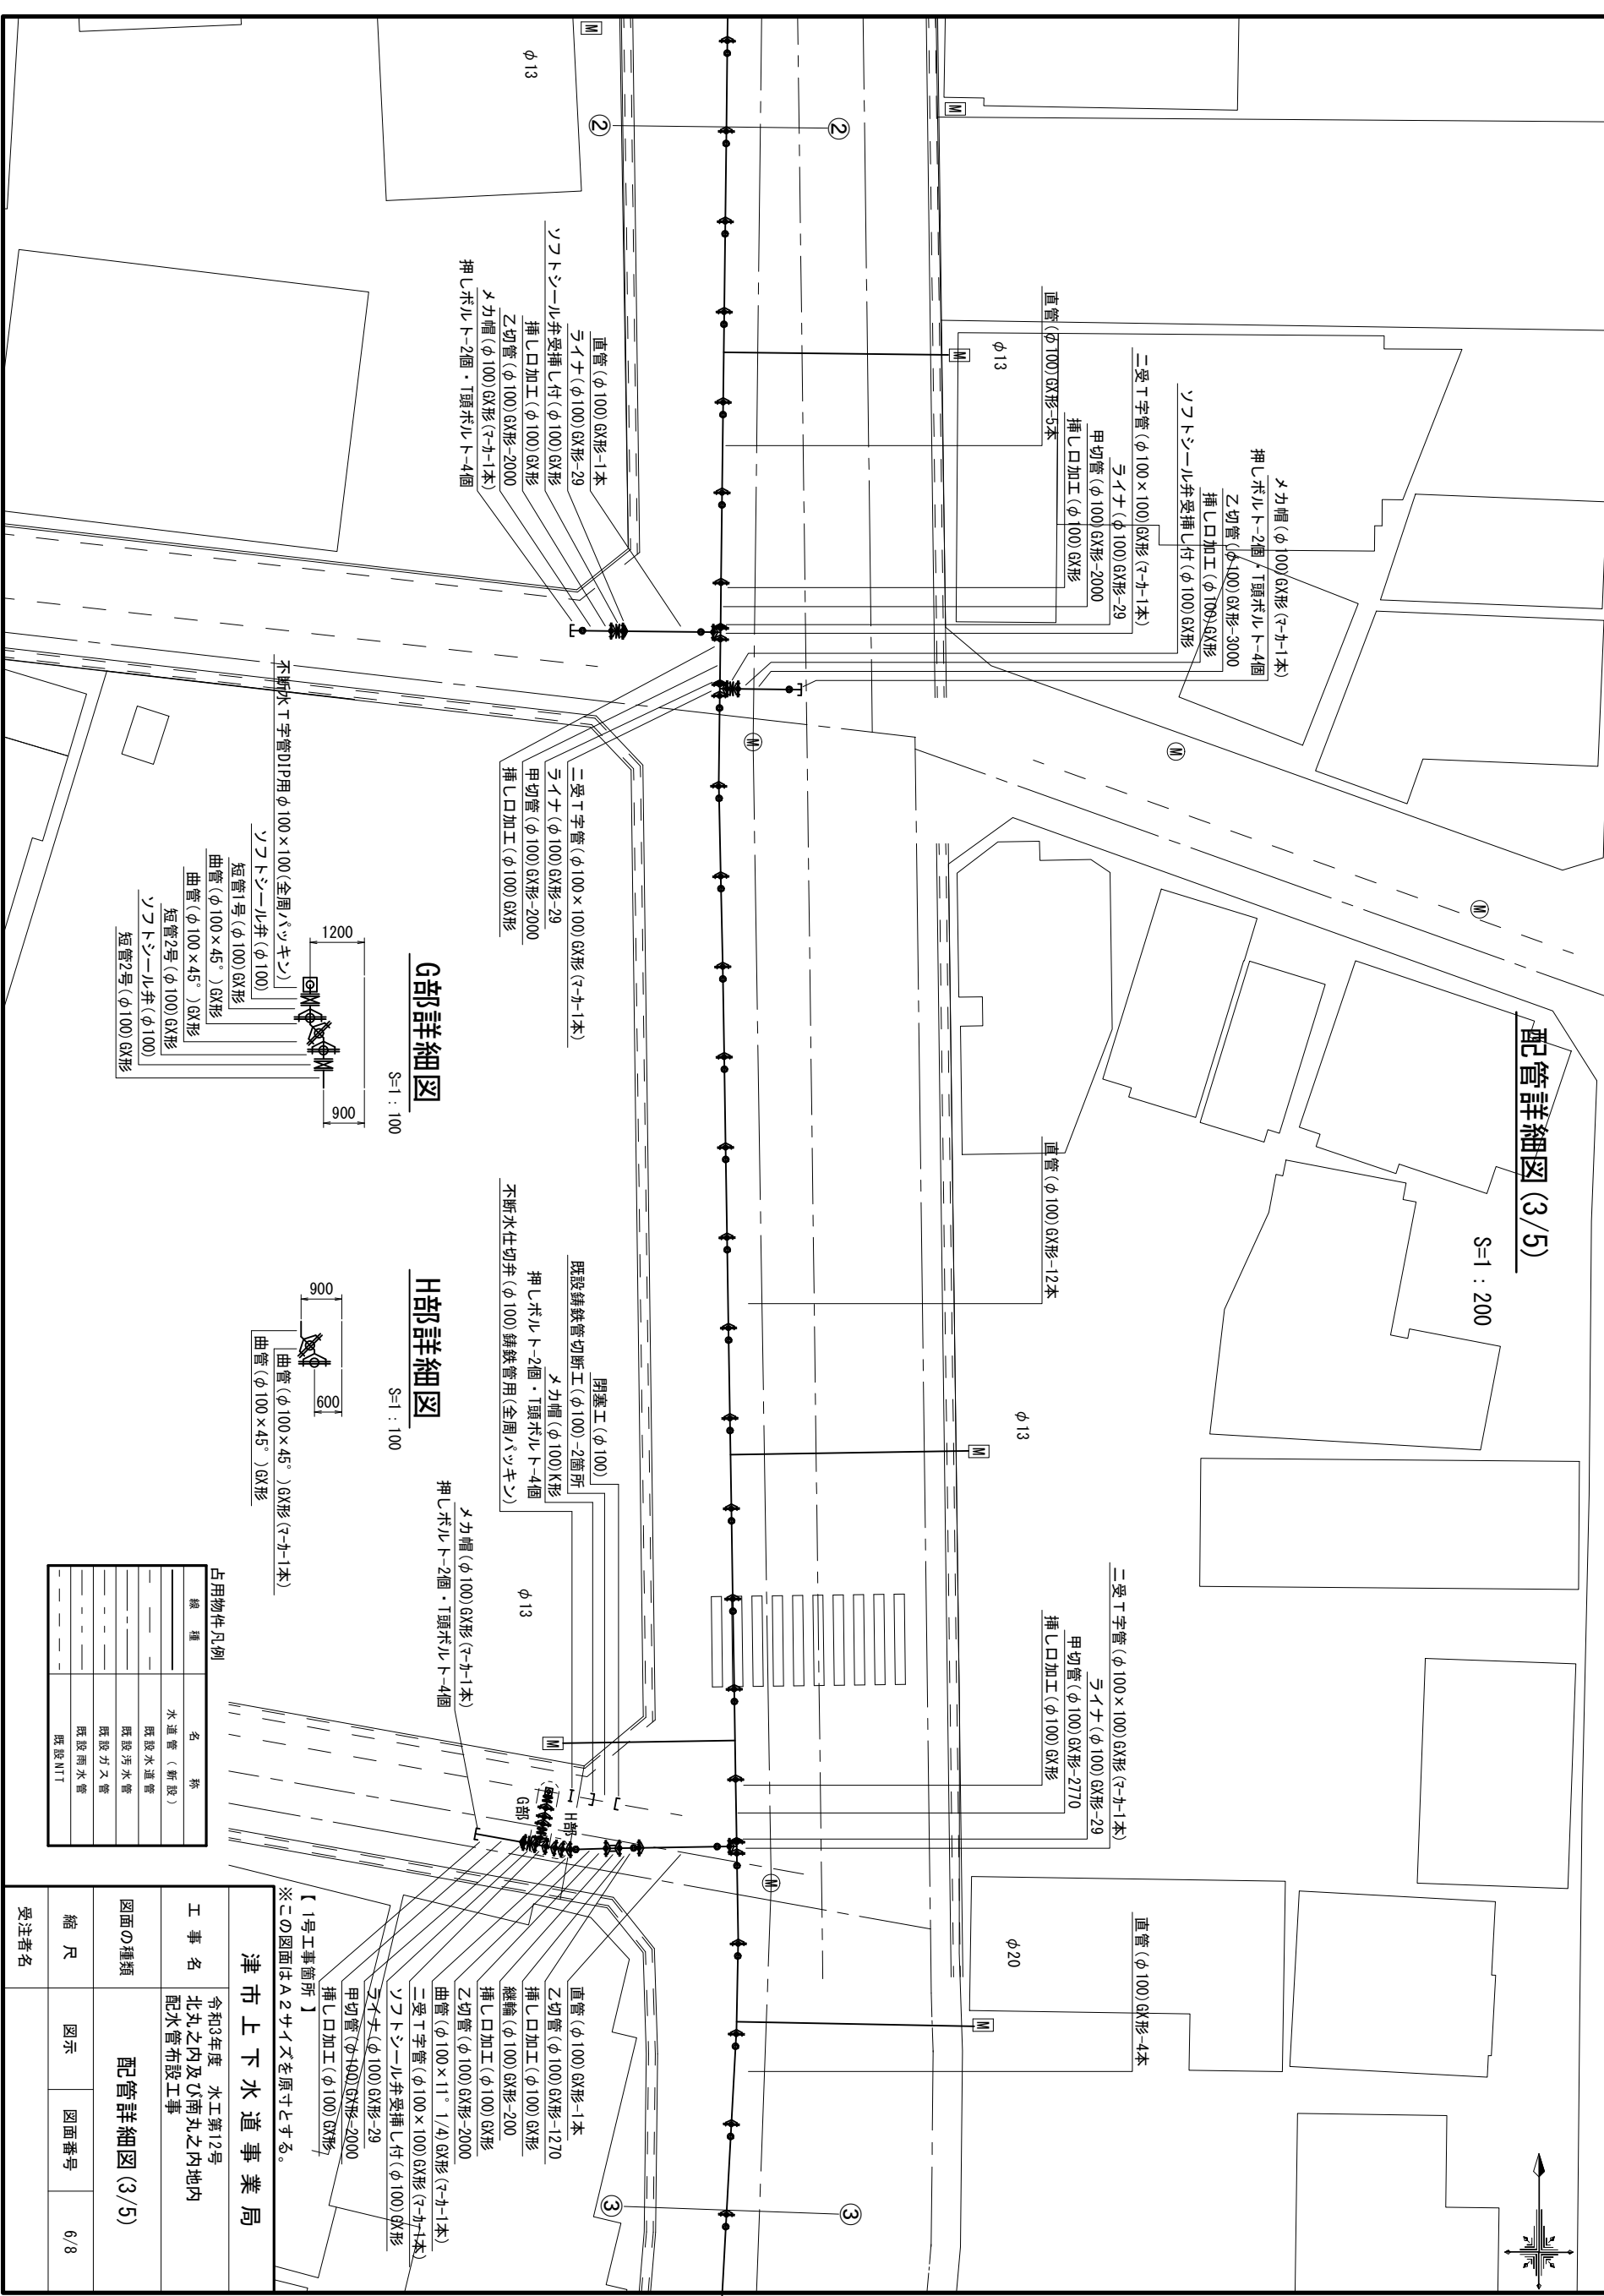 配管詳細図(3/5)
S=1:200
φ13
②
②
M
M
M
直管(φ100)GX形-5本
φ13
二受T字管(φ100×100)GX形(マーカー1本)
ライナ(φ100)GX形-29
甲切管(φ100)GX形-2000
挿し口加工(φ100)GX形
メカ帽(φ100)GX形(マーカー1本)
押しボルト-2個・T頭ボルト-4個
乙切管(φ100)GX形-3000
挿し口加工(φ100)GX形
ソフトシール弁受挿し付(φ100)GX形
直管(φ100)GX形-1本
ライナ(φ100)GX形-29
ソフトシール弁受挿し付(φ100)GX形
挿し口加工(φ100)GX形
乙切管(φ100)GX形-2000
メカ帽(φ100)GX形(マーカー1本)
押しボルト-2個・T頭ボルト-4個
M
M
M
二受T字管(φ100×100)GX形(マーカー1本)
ライナ(φ100)GX形-29
甲切管(φ100)GX形-2000
挿し口加工(φ100)GX形
G部詳細図
S=1:100
不断水T字管DIP用φ100×100(全周パッキン)
ソフトシール弁(φ100)
短管1号(φ100)GX形
曲管(φ100×45°)GX形
曲管(φ100×45°)GX形
短管2号(φ100)GX形
ソフトシール弁(φ100)
短管2号(φ100)GX形
1200
900
直管(φ100)GX形-12本
φ13
M
H部詳細図
S=1:100
900
600
曲管(φ100×45°)GX形(マーカー1本)
曲管(φ100×45°)GX形
閉塞工(φ100)
既設鋳鉄管切断工(φ100)-2箇所
メカ帽(φ100)K形
押しボルト-2個・T頭ボルト-4個
不断水仕切弁(φ100)鋳鉄管用(全周パッキン)
φ13
メカ帽(φ100)GX形(マーカー1本)
押しボルト-2個・T頭ボルト-4個
M
G部
H部
二受T字管(φ100×100)GX形(マーカー1本)
ライナ(φ100)GX形-29
甲切管(φ100)GX形-2770
挿し口加工(φ100)GX形
M
φ20
M
直管(φ100)GX形-4本
直管(φ100)GX形-1本
乙切管(φ100)GX形-1270
挿し口加工(φ100)GX形
継輪(φ100)GX形-200
挿し口加工(φ100)GX形
乙切管(φ100)GX形-2000
曲管(φ100×11°1/4)GX形(マーカー1本)
二受T字管(φ100×100)GX形(マーカー1本)
ソフトシール弁受挿し付(φ100)GX形
ライナ(φ100)GX形-29
甲切管(φ100)GX形-2000
挿し口加工(φ100)GX形
③
③
占用物件凡例
線種 名称
水道管(新設)
既設水道管
既設汚水管
既設ガス管
既設雨水管
既設NTT
【1号工事箇所】
※この図面はA2サイズを原寸とする。
津市上下水道事業局
工事名
令和3年度 水工第12号
北丸之内及び南丸之内地内
配水管布設工事
図面の種類 配管詳細図(3/5)
縮尺 図示 図面番号 6/8
受注者名